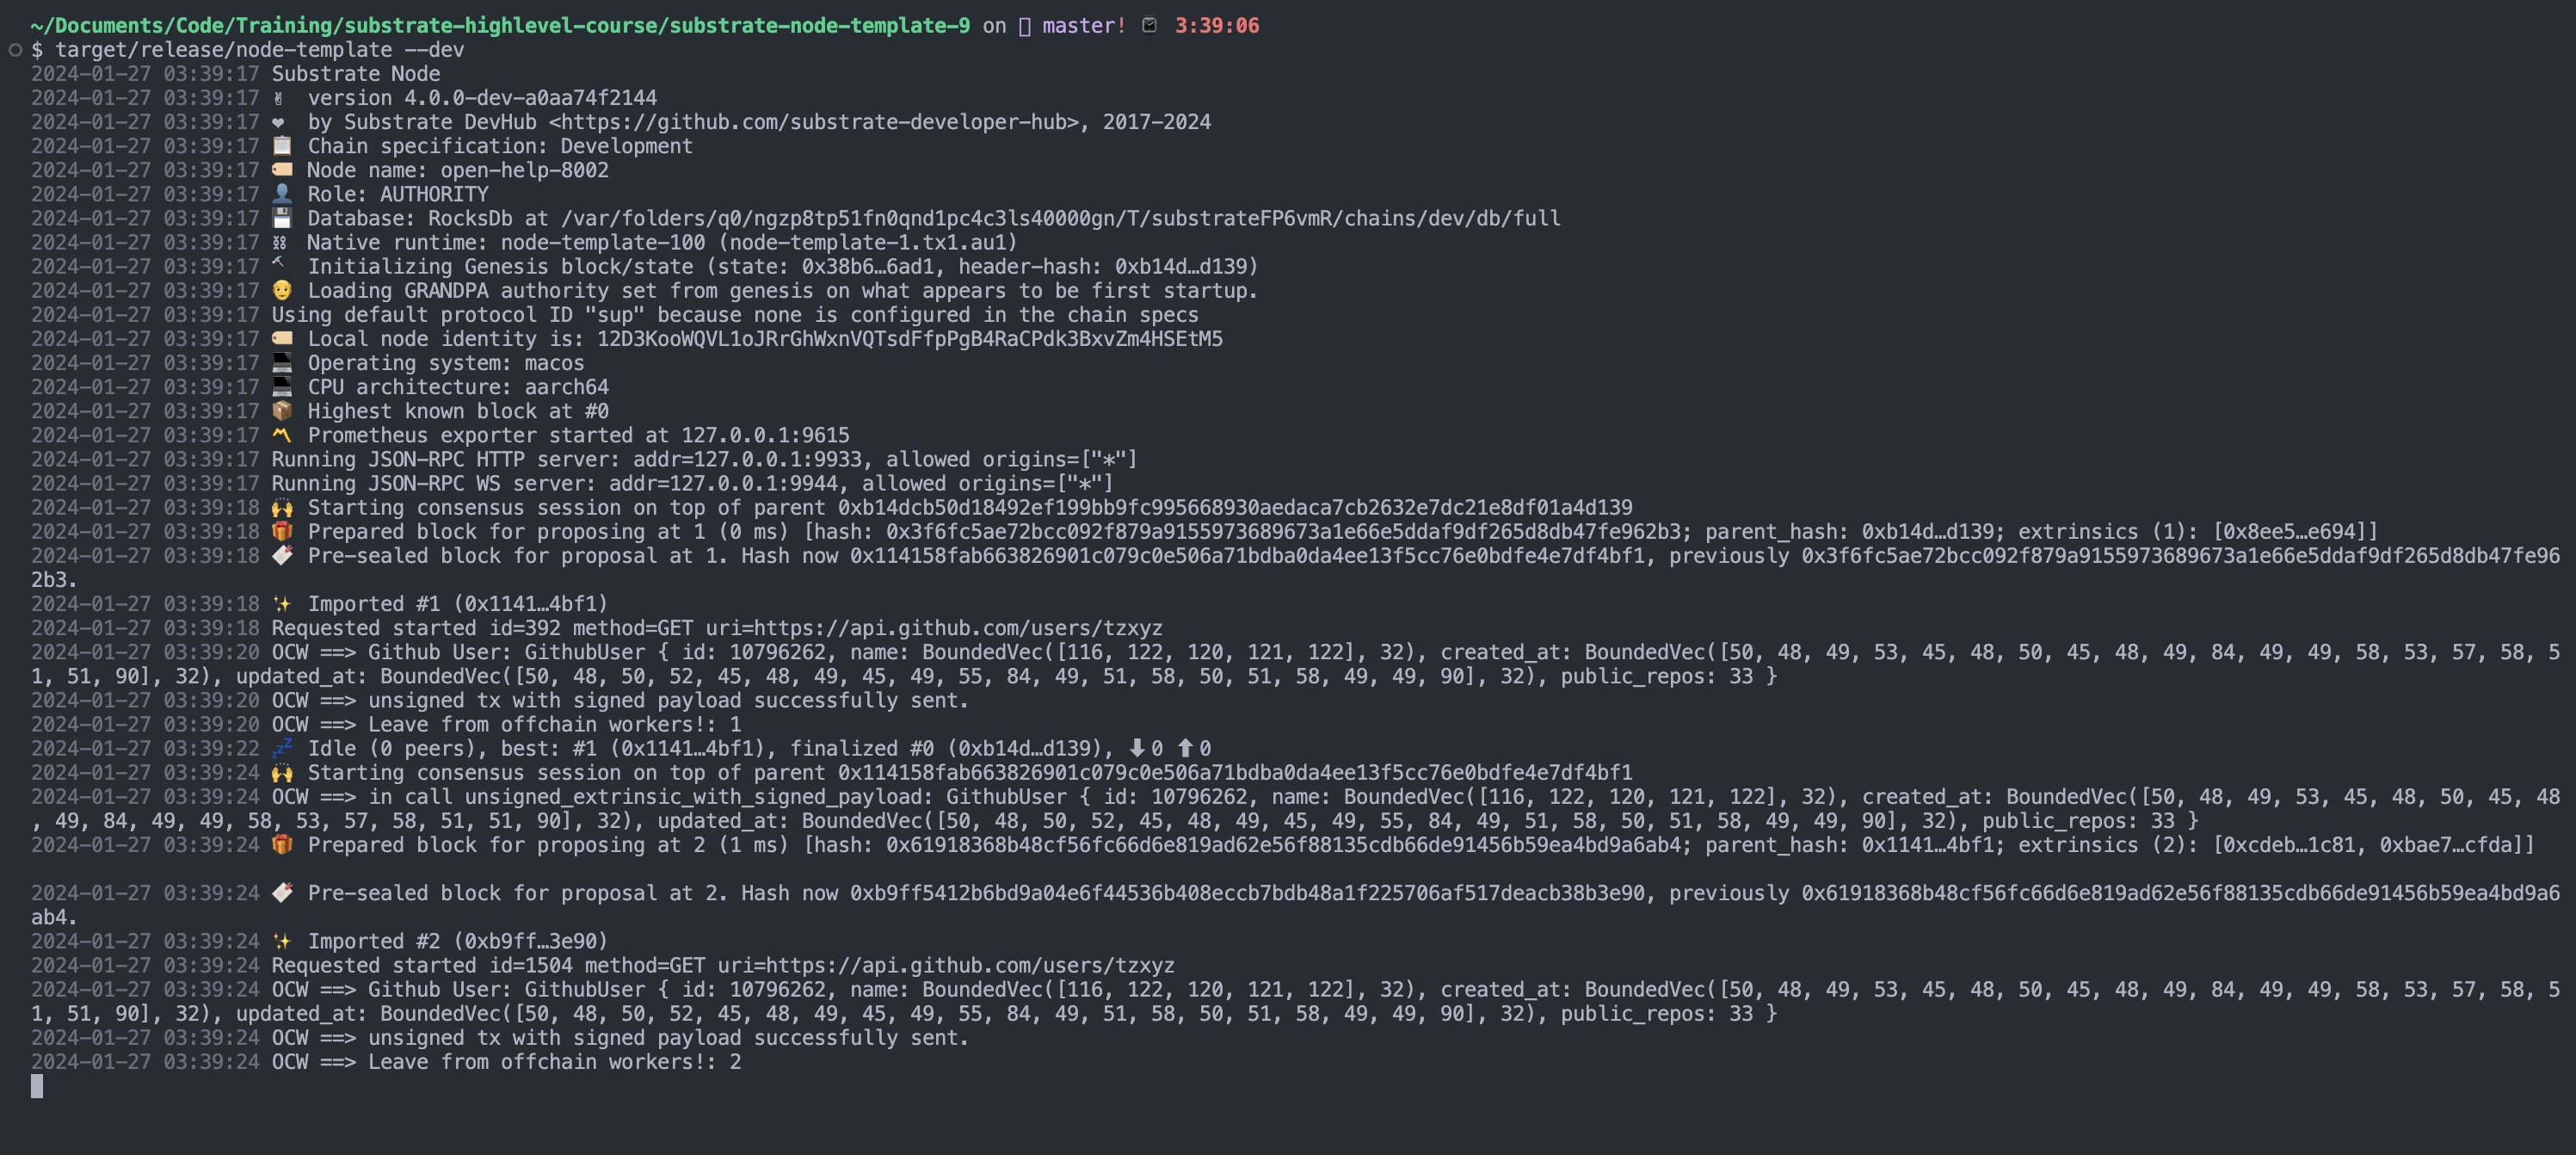 ~/Documents/Code/Training/substrate-highlevel-course/substrate-node-template-9 on master! 3:39:06
$ target/release/node-template --dev
2024-01-27 03:39:17 Substrate Node
2024-01-27 03:39:17 ✌️ version 4.0.0-dev-a0aa74f2144
2024-01-27 03:39:17 ❤️ by Substrate DevHub <https://github.com/substrate-developer-hub>, 2017-2024
2024-01-27 03:39:17 📋 Chain specification: Development
2024-01-27 03:39:17 🏷 Node name: open-help-8002
2024-01-27 03:39:17 👤 Role: AUTHORITY
2024-01-27 03:39:17 💾 Database: RocksDb at /var/folders/q0/ngzp8tp51fn0qnd1pc4c3ls40000gn/T/substrateFP6vmR/chains/dev/db/full
2024-01-27 03:39:17 ⛓ Native runtime: node-template-100 (node-template-1.tx1.au1)
2024-01-27 03:39:17 🔨 Initializing Genesis block/state (state: 0x38b6…6ad1, header-hash: 0xb14d…d139)
2024-01-27 03:39:17 👴 Loading GRANDPA authority set from genesis on what appears to be first startup.
2024-01-27 03:39:17 Using default protocol ID "sup" because none is configured in the chain specs
2024-01-27 03:39:17 🏷 Local node identity is: 12D3KooWQVL1oJRrGhWxnVQTsdFfpPgB4RaCPdk3BxvZm4HSEtM5
2024-01-27 03:39:17 💻 Operating system: macos
2024-01-27 03:39:17 💻 CPU architecture: aarch64
2024-01-27 03:39:17 📦 Highest known block at #0
2024-01-27 03:39:17 〽️ Prometheus exporter started at 127.0.0.1:9615
2024-01-27 03:39:17 Running JSON-RPC HTTP server: addr=127.0.0.1:9933, allowed origins=["*"]
2024-01-27 03:39:17 Running JSON-RPC WS server: addr=127.0.0.1:9944, allowed origins=["*"]
2024-01-27 03:39:18 🙌 Starting consensus session on top of parent 0xb14dcb50d18492ef199bb9fc995668930aedaca7cb2632e7dc21e8df01a4d139
2024-01-27 03:39:18 🎁 Prepared block for proposing at 1 (0 ms) [hash: 0x3f6fc5ae72bcc092f879a9155973689673a1e66e5ddaf9df265d8db47fe962b3; parent_hash: 0xb14d…d139; extrinsics (1): [0x8ee5…e694]]
2024-01-27 03:39:18 🔖 Pre-sealed block for proposal at 1. Hash now 0x114158fab663826901c079c0e506a71bdba0da4ee13f5cc76e0bdfe4e7df4bf1, previously 0x3f6fc5ae72bcc092f879a9155973689673a1e66e5ddaf9df265d8db47fe96
2b3.
2024-01-27 03:39:18 ✨ Imported #1 (0x1141…4bf1)
2024-01-27 03:39:18 Requested started id=392 method=GET uri=https://api.github.com/users/tzxyz
2024-01-27 03:39:20 OCW ==> Github User: GithubUser { id: 10796262, name: BoundedVec([116, 122, 120, 121, 122], 32), created_at: BoundedVec([50, 48, 49, 53, 45, 48, 50, 45, 48, 49, 84, 49, 49, 58, 53, 57, 58, 5
1, 51, 90], 32), updated_at: BoundedVec([50, 48, 50, 52, 45, 48, 49, 45, 49, 55, 84, 49, 51, 58, 50, 51, 58, 49, 49, 90], 32), public_repos: 33 }
2024-01-27 03:39:20 OCW ==> unsigned tx with signed payload successfully sent.
2024-01-27 03:39:20 OCW ==> Leave from offchain workers!: 1
2024-01-27 03:39:22 💤 Idle (0 peers), best: #1 (0x1141…4bf1), finalized #0 (0xb14d…d139), ⬇ 0 ⬆ 0
2024-01-27 03:39:24 🙌 Starting consensus session on top of parent 0x114158fab663826901c079c0e506a71bdba0da4ee13f5cc76e0bdfe4e7df4bf1
2024-01-27 03:39:24 OCW ==> in call unsigned_extrinsic_with_signed_payload: GithubUser { id: 10796262, name: BoundedVec([116, 122, 120, 121, 122], 32), created_at: BoundedVec([50, 48, 49, 53, 45, 48, 50, 45, 48
, 49, 84, 49, 49, 58, 53, 57, 58, 51, 51, 90], 32), updated_at: BoundedVec([50, 48, 50, 52, 45, 48, 49, 45, 49, 55, 84, 49, 51, 58, 50, 51, 58, 49, 49, 90], 32), public_repos: 33 }
2024-01-27 03:39:24 🎁 Prepared block for proposing at 2 (1 ms) [hash: 0x61918368b48cf56fc66d6e819ad62e56f88135cdb66de91456b59ea4bd9a6ab4; parent_hash: 0x1141…4bf1; extrinsics (2): [0xcdeb…1c81, 0xbae7…cfda]]
2024-01-27 03:39:24 🔖 Pre-sealed block for proposal at 2. Hash now 0xb9ff5412b6bd9a04e6f44536b408eccb7bdb48a1f225706af517deacb38b3e90, previously 0x61918368b48cf56fc66d6e819ad62e56f88135cdb66de91456b59ea4bd9a6
ab4.
2024-01-27 03:39:24 ✨ Imported #2 (0xb9ff…3e90)
2024-01-27 03:39:24 Requested started id=1504 method=GET uri=https://api.github.com/users/tzxyz
2024-01-27 03:39:24 OCW ==> Github User: GithubUser { id: 10796262, name: BoundedVec([116, 122, 120, 121, 122], 32), created_at: BoundedVec([50, 48, 49, 53, 45, 48, 50, 45, 48, 49, 84, 49, 49, 58, 53, 57, 58, 5
1, 51, 90], 32), updated_at: BoundedVec([50, 48, 50, 52, 45, 48, 49, 45, 49, 55, 84, 49, 51, 58, 50, 51, 58, 49, 49, 90], 32), public_repos: 33 }
2024-01-27 03:39:24 OCW ==> unsigned tx with signed payload successfully sent.
2024-01-27 03:39:24 OCW ==> Leave from offchain workers!: 2